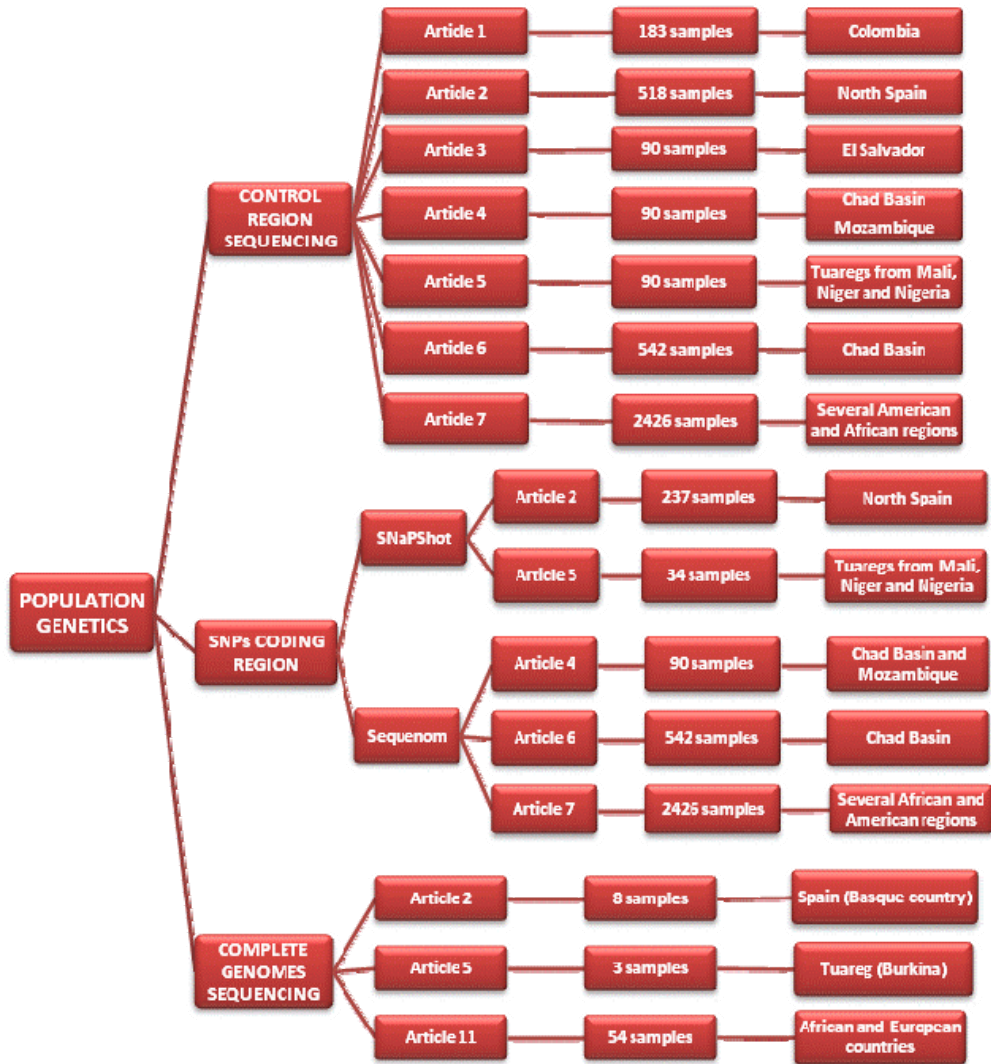 Article 1
183 samples
Colombia
Article 2
518 samples
North Spain
Article 3
90 samples
El Salvador
CONTROL
REGION
SEQUENCING
Article 4
90 samples
Chad Basin
Mozambique
Article 5
90 samples
Tuaregs from Mali,
Niger and Nigeria
Article 6
542 samples
Chad Basin
Article 7
2426 samples
Several American
and African regions
POPULATION
GENETICS
SNPs CODING
REGION
SNaPShot
Article 2
237 samples
North Spain
Article 5
34 samples
Tuaregs from Mali,
Niger and Nigeria
Sequenom
Article 4
90 samples
Chad Basin and
Mozambique
Article 6
542 samples
Chad Basin
Article 7
2426 samples
Several African and
American regions
COMPLETE
GENOMES
SEQUENCING
Article 2
8 samples
Spain (Basque country)
Article 5
3 samples
Tuareg (Burkina)
Article 11
54 samples
African and European
countries